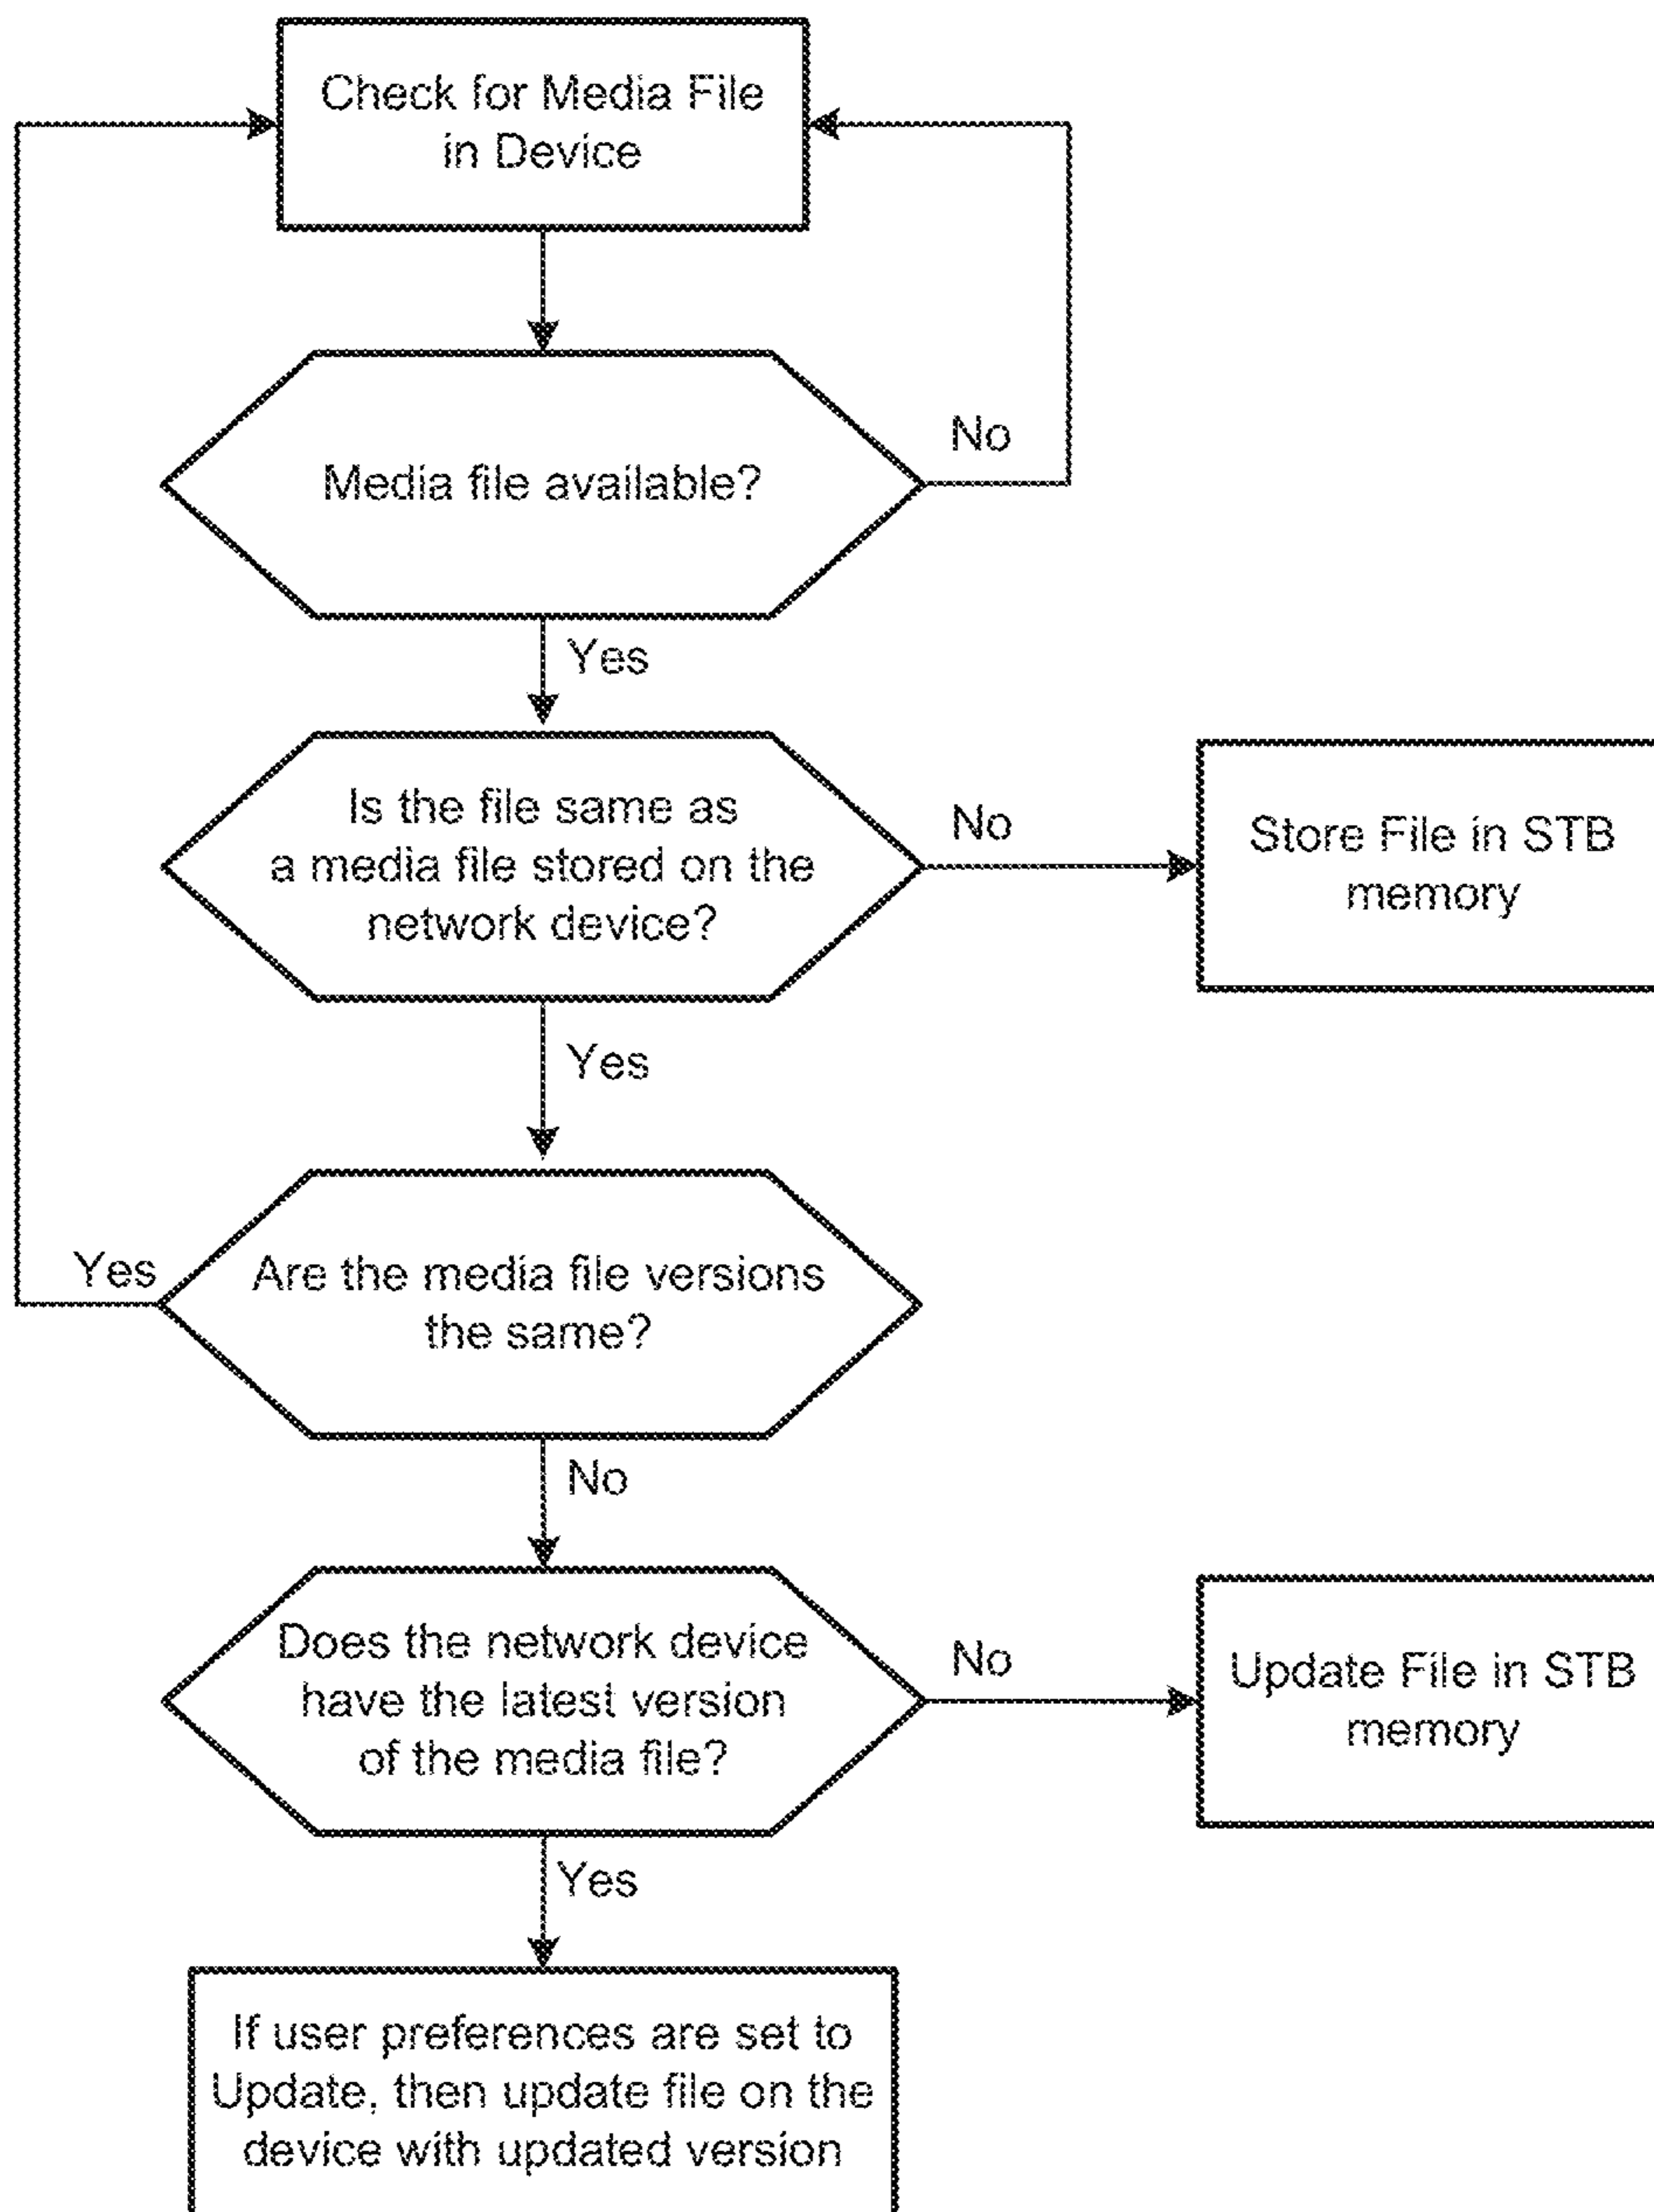 Check for Media File
in Device
Media file available?
No
Yes
Is the file same as
a media file stored on the
network device?
No
Store File in STB
memory
Yes
Are the media file versions
the same?
Yes
No
Does the network device
have the latest version
of the media file?
No
Update File in STB
memory
Yes
If user preferences are set to
Update, then update file on the
device with updated version